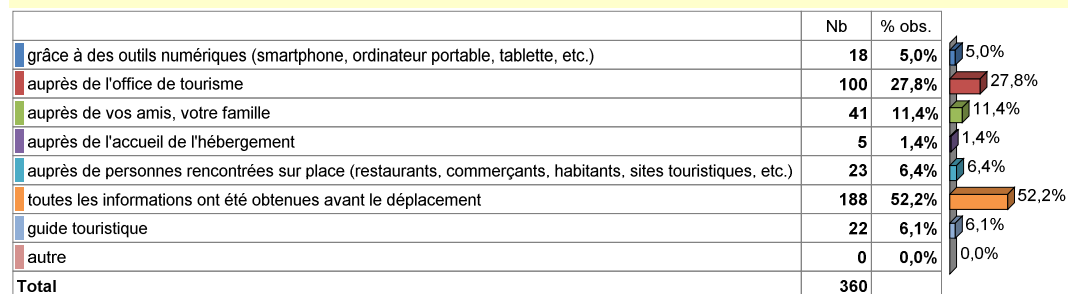 Nb % obs.
grâce à des outils numériques (smartphone, ordinateur portable, tablette, etc.) 18 5,0% 5,0%
auprès de l'office de tourisme 100 27,8% 27,8%
auprès de vos amis, votre famille 41 11,4% 11,4%
auprès de l'accueil de l'hébergement 5 1,4% 1,4%
auprès de personnes rencontrées sur place (restaurants, commerçants, habitants, sites touristiques, etc.) 23 6,4% 6,4%
toutes les informations ont été obtenues avant le déplacement 188 52,2% 52,2%
guide touristique 22 6,1% 6,1%
autre 0 0,0% 0,0%
Total 360